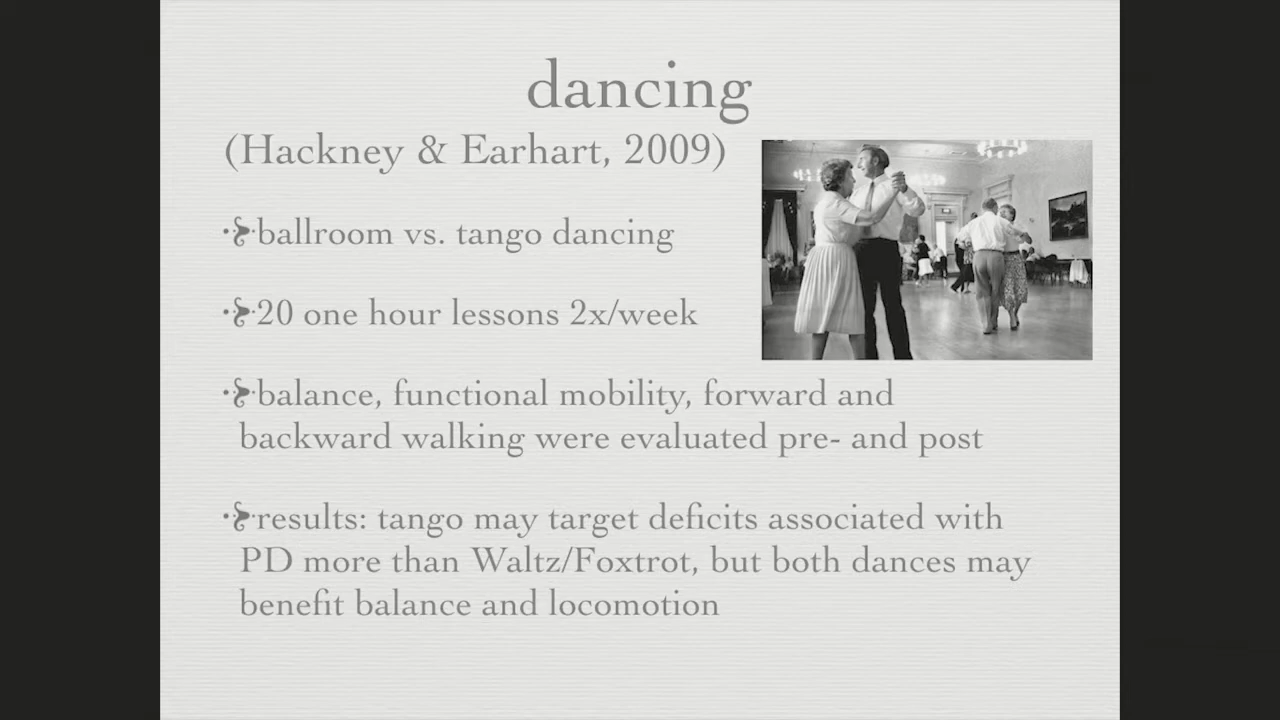 dancing
(Hackney & Earhart, 2009)
ballroom vs. tango dancing
20 one hour lessons 2x/week
balance, functional mobility, forward and
backward walking were evaluated pre- and post
results: tango may target deficits associated with
PD more than Waltz/Foxtrot, but both dances may
benefit balance and locomotion